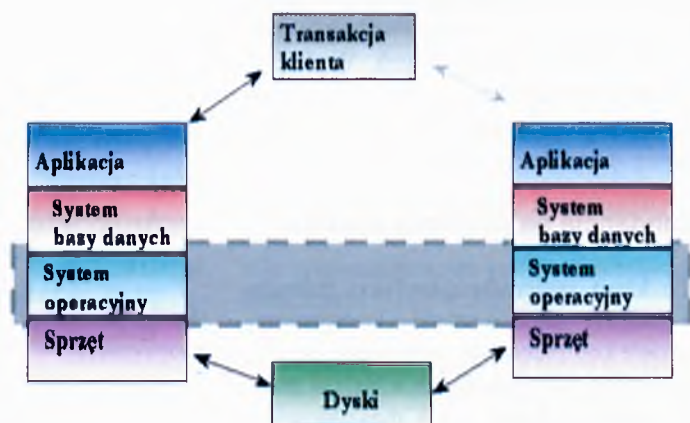 Transakcja
klienta
Aplikacja
System
bazy danych
System
operacyjny
Sprzęt
Aplikacja
System
bazy danych
System
operacyjny
Sprzęt
Dyski